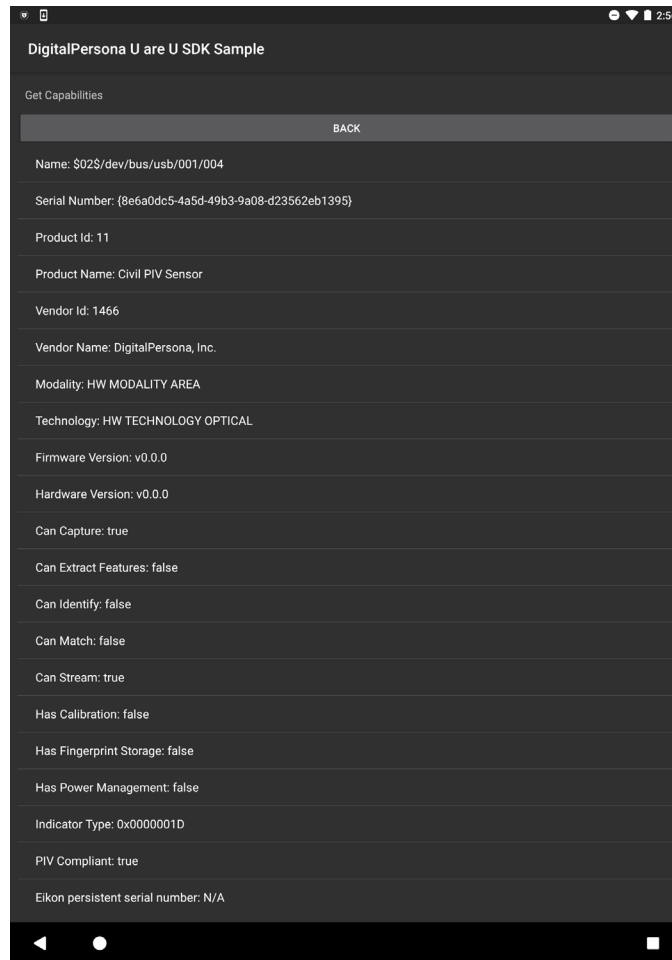 2:5
DigitalPersona U are U SDK Sample
Get Capabilities
BACK
Name: $02$/dev/bus/usb/001/004
Serial Number: {8e6a0dc5-4a5d-49b3-9a08-d23562eb1395}
Product Id: 11
Product Name: Civil PIV Sensor
Vendor Id: 1466
Vendor Name: DigitalPersona, Inc.
Modality: HW MODALITY AREA
Technology: HW TECHNOLOGY OPTICAL
Firmware Version: v0.0.0
Hardware Version: v0.0.0
Can Capture: true
Can Extract Features: false
Can Identify: false
Can Match: false
Can Stream: true
Has Calibration: false
Has Fingerprint Storage: false
Has Power Management: false
Indicator Type: 0x0000001D
PIV Compliant: true
Eikon persistent serial number: N/A